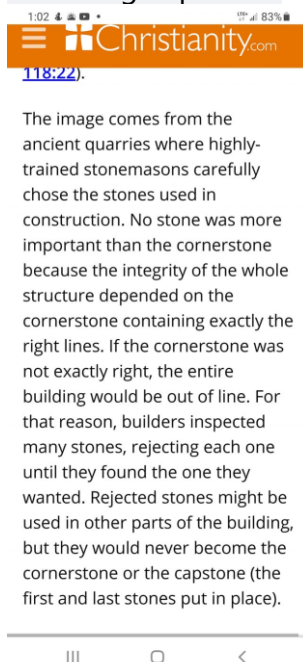 1:02
83%
Christianity.com
118:22).
The image comes from the
ancient quarries where highly-
trained stonemasons carefully
chose the stones used in
construction. No stone was more
important than the cornerstone
because the integrity of the whole
structure depended on the
cornerstone containing exactly the
right lines. If the cornerstone was
not exactly right, the entire
building would be out of line. For
that reason, builders inspected
many stones, rejecting each one
until they found the one they
wanted. Rejected stones might be
used in other parts of the building,
but they would never become the
cornerstone or the capstone (the
first and last stones put in place).